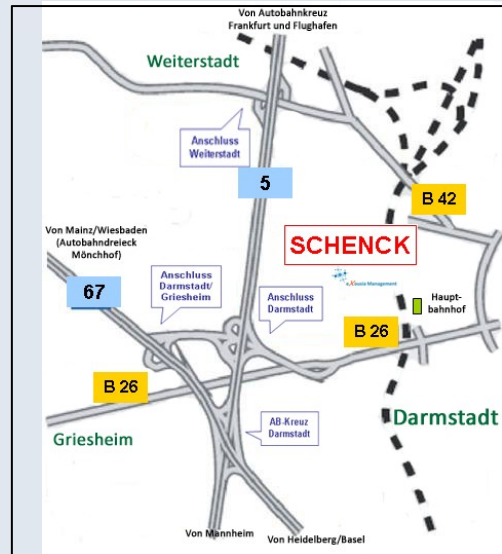 Von Autobahnkreuz
Frankfurt und Flughafen
Weiterstadt
Anschluss
Weiterstadt
5
B 42
Von Mainz/Wiesbaden
(Autobahndreieck
Mönchhof)
SCHENCK
67
Anschluss
Darmstadt/
Griesheim
Anschluss
Darmstadt
Haupt-
bahnhof
B 26
B 26
Darmstadt
Griesheim
AB-Kreuz
Darmstadt
Von Mannheim
Von Heidelberg/Basel